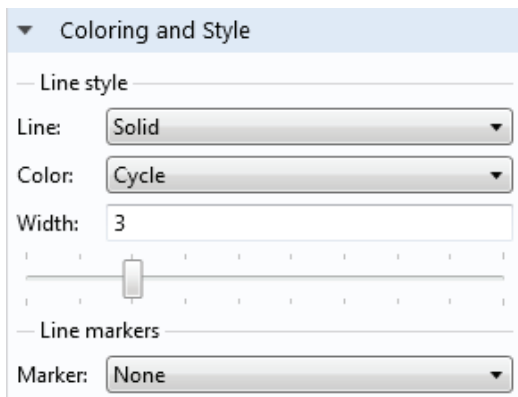 Coloring and Style
Line style
Line: Solid
Color: Cycle
Width: 3
Line markers
Marker: None